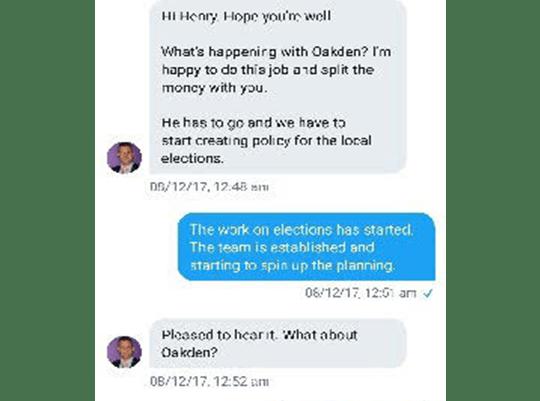 Hi Henry. Hope you're well
What's happening with Oakden? I'm
happy to do this job and split the
money with you.
He has to go and we have to
start creating policy for the local
elections.
08/12/17, 12:48 am
The work on elections has started.
The team is established and
starting to spin up the planning.
08/12/17, 12:51 am ✓
Pleased to hear it. What about
Oakden?
08/12/17, 12:52 am